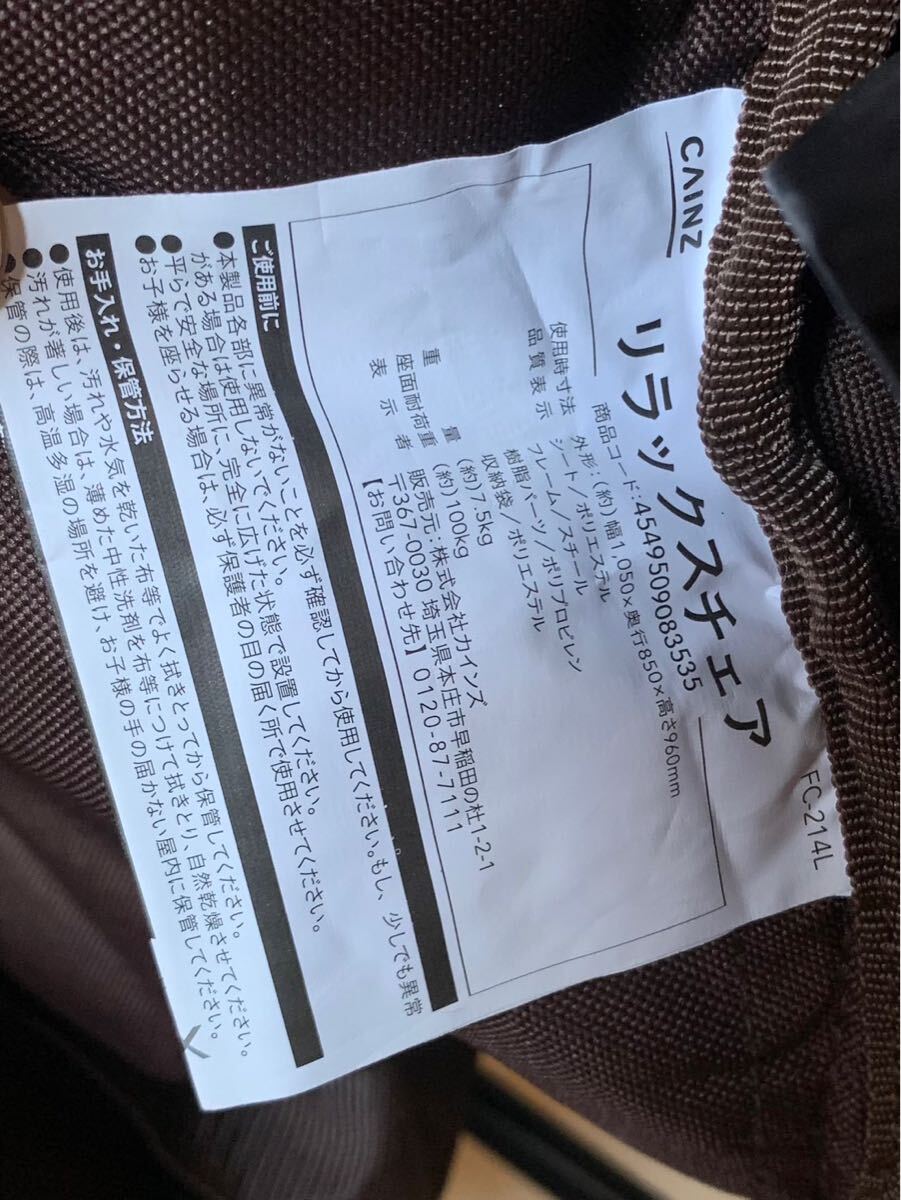 CAINZ
リラックスチェア FC-214L
商品コード:4549509083535
使用時寸法 外形:(約)幅1,050×奥行850×高さ960mm
品質表示 シート/ポリエステル
フレーム/スチール
樹脂パーツ/ポリプロピレン
収納袋/ポリエステル
重量 (約)7.5kg
座面耐荷重 (約)100kg
表示者 販売元:株式会社カインズ
〒367-0030 埼玉県本庄市早稲田の杜1-2-1
【お問い合わせ先】0120-87-7111
ご使用前に
●本製品各部に異常がないことを必ず確認してから使用してください。もし、少しでも異常
がある場合は使用しないでください。
●平らで安全な場所に、完全に広げた状態で設置してください。
●お子様を座らせる場合は、必ず保護者の目の届く所で使用させてください。
お手入れ・保管方法
●使用後は、汚れや水気を乾いた布等でよく拭きとってから保管してください。
●汚れが著しい場合は、薄めた中性洗剤を布等につけて拭きとり、自然乾燥させてください。
●保管の際は、高温多湿の場所を避け、お子様の手の届かない屋内に保管してください。